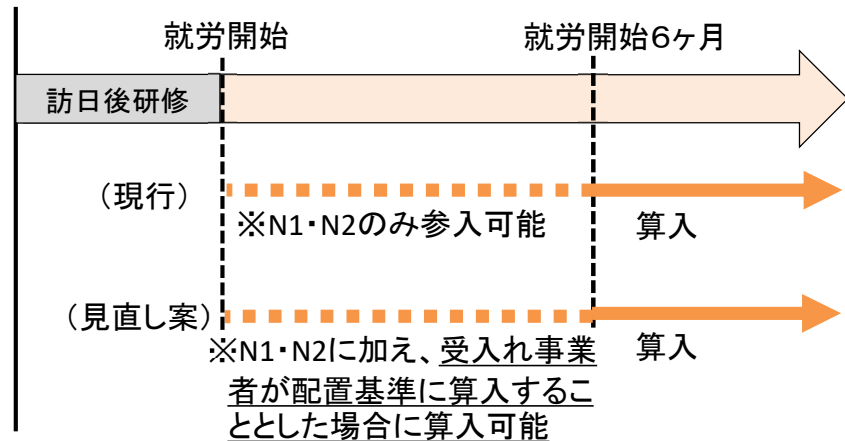 就労開始
就労開始6ヶ月
訪日後研修
（現行）
※N1・N2のみ参入可能
算入
（見直し案）
※N1・N2に加え、受入れ事業
者が配置基準に算入するこ
ととした場合に算入可能
算入